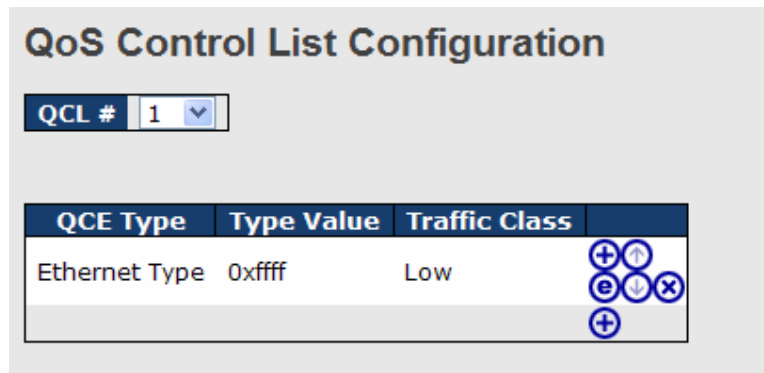 QoS Control List Configuration
QCL # 1
QCE Type Type Value Traffic Class
Ethernet Type 0xffff Low
e